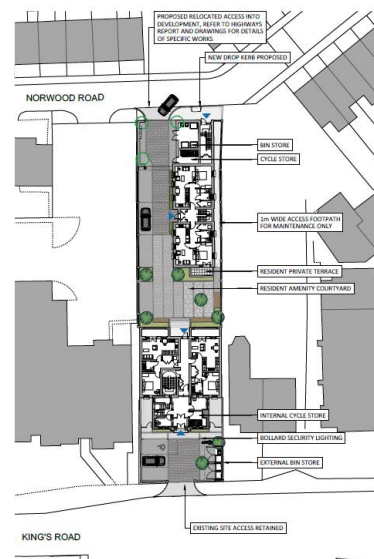 PROPOSED RELOCATED ACCESS INTO
DEVELOPMENT, REFER TO HIGHWAYS
REPORT AND DRAWINGS FOR DETAILS
OF SPECIFIC WORKS
NEW DROP KERB PROPOSED
NORWOOD ROAD
BIN STORE
CYCLE STORE
1m WIDE ACCESS FOOTPATH
FOR MAINTENANCE ONLY
RESIDENT PRIVATE TERRACE
RESIDENT AMENITY COURTYARD
INTERNAL CYCLE STORE
BOLLARD SECURITY LIGHTING
EXTERNAL BIN STORE
EXISTING SITE ACCESS RETAINED
KING'S ROAD